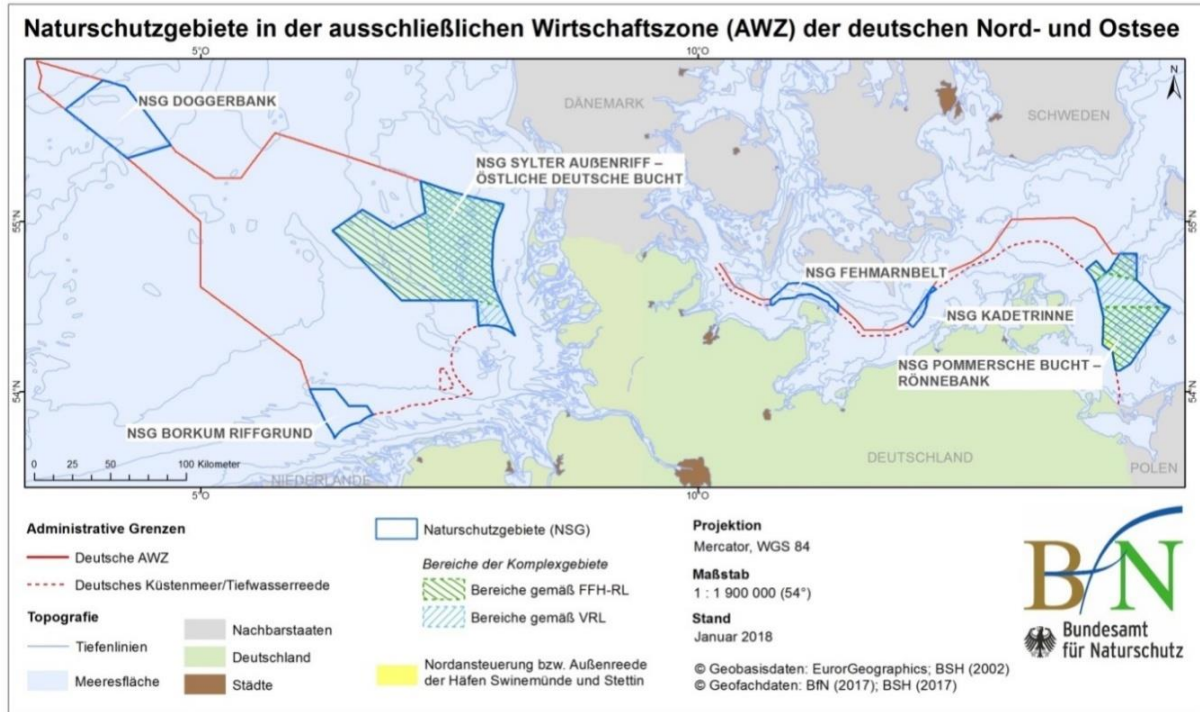 Naturschutzgebiete in der ausschließlichen Wirtschaftszone (AWZ) der deutschen Nord- und Ostsee
5°O
10°O
N
NSG DOGGERBANK
DÄNEMARK
SCHWEDEN
NSG SYLTER AUßENRIFF –
ÖSTLICHE DEUTSCHE BUCHT
55°N
55°N
NSG FEHMARNBELT
NSG KADETRINNE
NSG POMMERSCHE BUCHT –
RÖNNEBANK
54°N
54°N
NSG BORKUM RIFFGRUND
DEUTSCHLAND
POLEN
0 25 50 100 Kilometer
NIEDERLANDE
5°O
10°O
Administrative Grenzen
Deutsche AWZ
Deutsches Küstenmeer/Tiefwasserreede
Topografie
Tiefenlinien
Meeresfläche
Nachbarstaaten
Deutschland
Städte
Naturschutzgebiete (NSG)
Bereiche der Komplexgebiete
Bereiche gemäß FFH-RL
Bereiche gemäß VRL
Nordansteuerung bzw. Außenreede
der Häfen Swinemünde und Stettin
Projektion
Mercator, WGS 84
Maßstab
1 : 1 900 000 (54°)
Stand
Januar 2018
© Geobasisdaten: EurorGeographics; BSH (2002)
© Geofachdaten: BfN (2017); BSH (2017)
BfN
Bundesamt
für Naturschutz